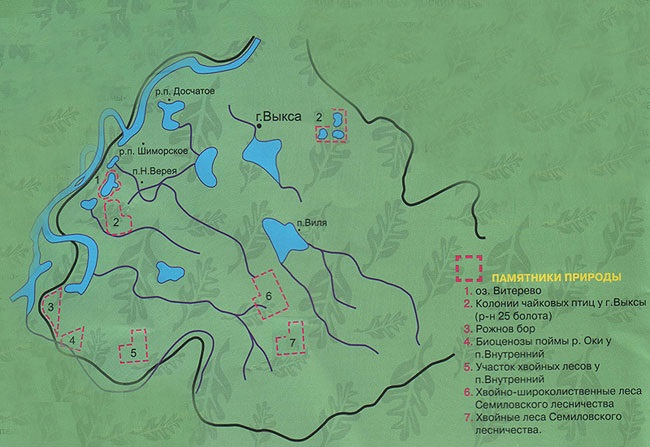 р.п. Досчатое
г.Выкса
2
р.п. Шиморское
п.Н.Верея
1
2
п.Виля
3
4
5
6
7
ПАМЯТНИКИ ПРИРОДЫ
1. оз. Витерево
2. Колонии чайковых птиц у г.Выксы
(р-н 25 болота)
3. Рожнов бор
4. Биоценозы поймы р. Оки у
п.Внутренний
5. Участок хвойных лесов у
п.Внутренний
6. Хвойно-широколиственные леса
Семиловского лесничества
7. Хвойные леса Семиловского
лесничества.